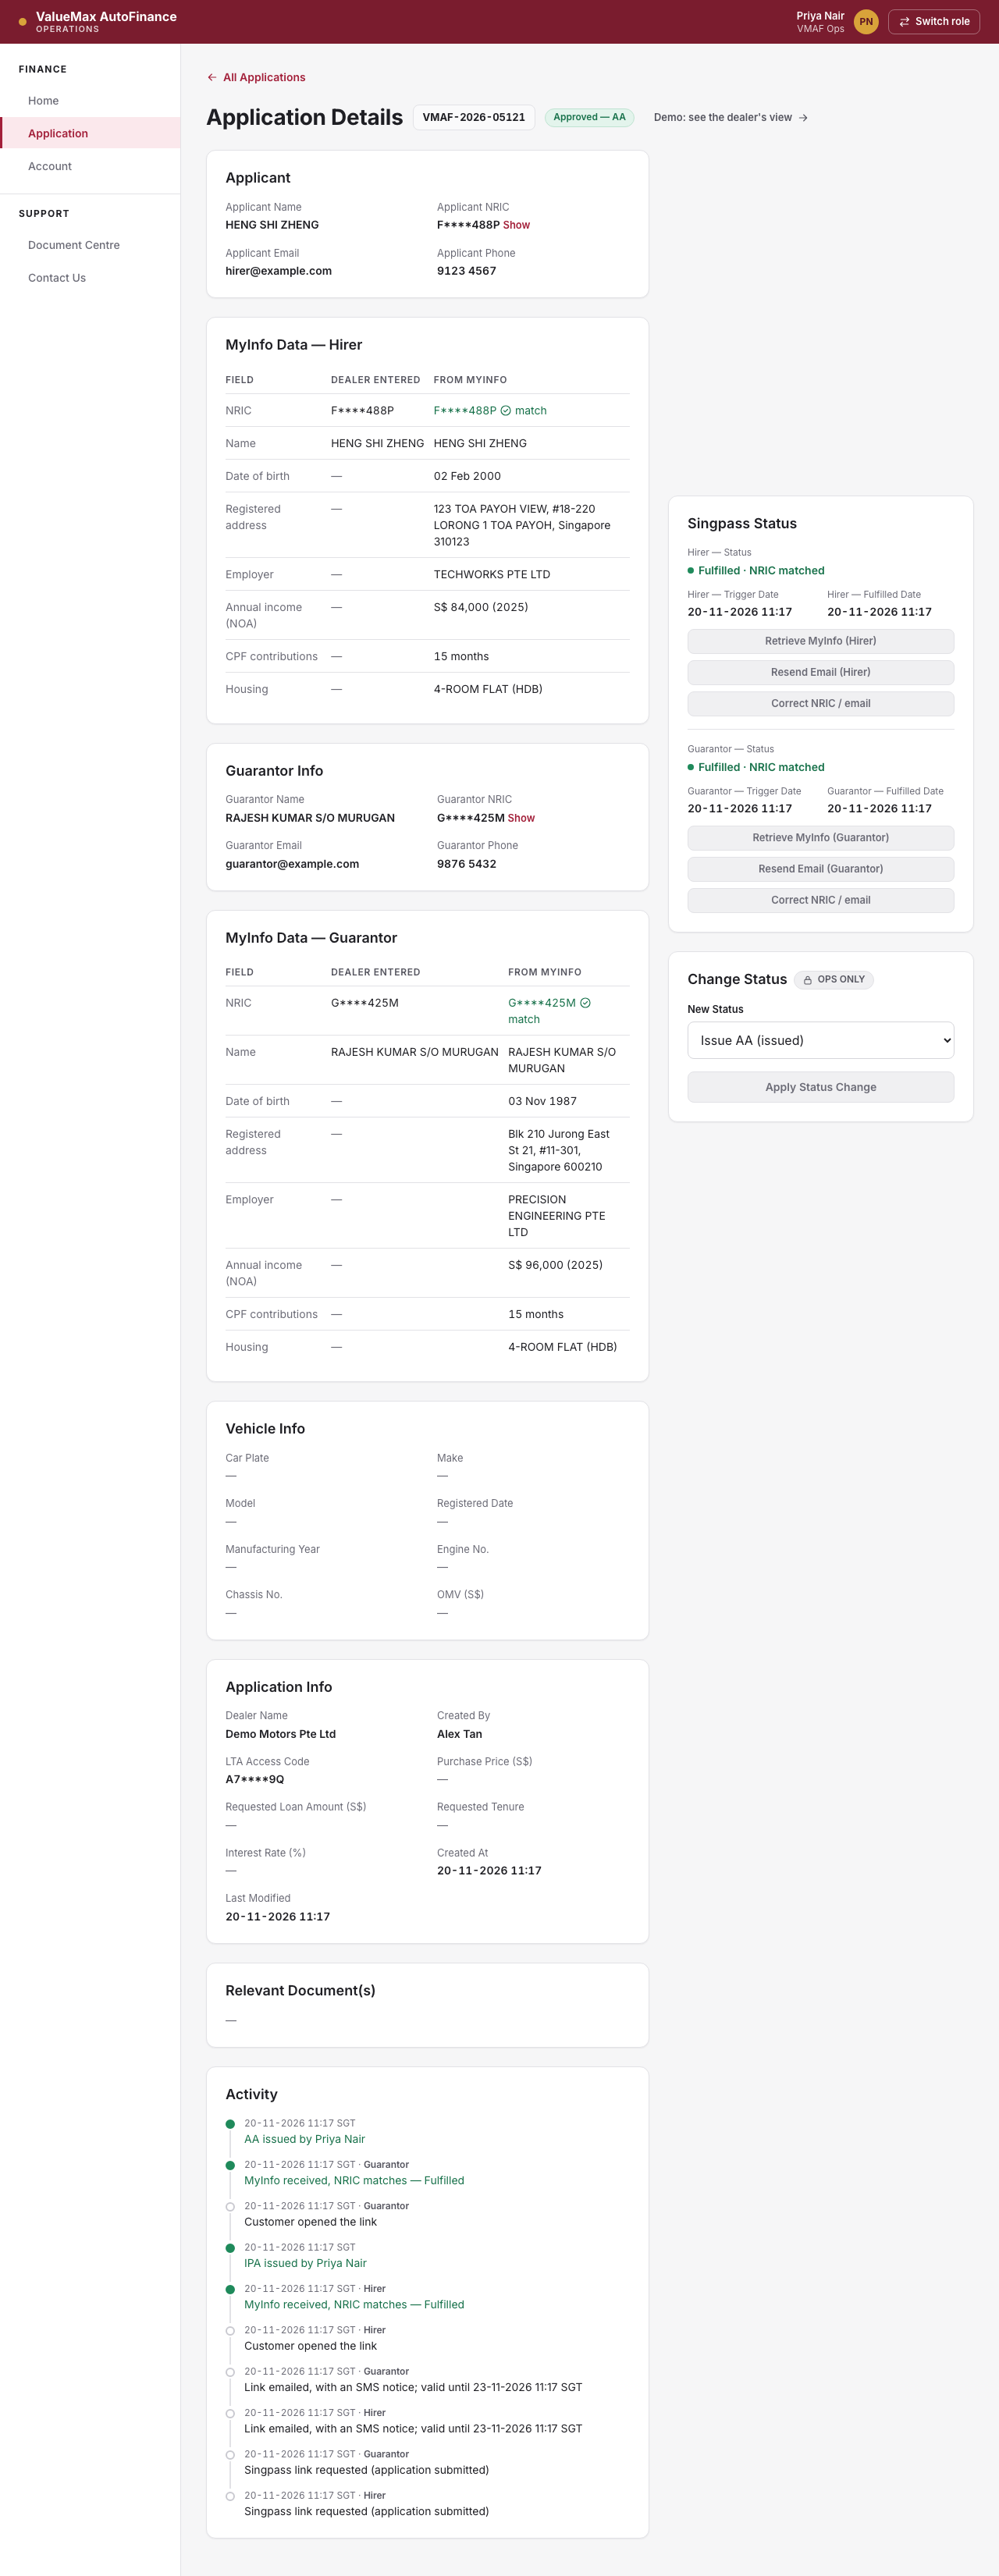 ValueMax AutoFinance
OPERATIONS
Priya Nair
VMAF Ops
PN
Switch role
FINANCE
Home
Application
Account
SUPPORT
Document Centre
Contact Us
← All Applications
Application Details
VMAF-2026-05121
Approved — AA
Demo: see the dealer's view →
Applicant
Applicant Name
HENG SHI ZHENG
Applicant NRIC
F****488P Show
Applicant Email
hirer@example.com
Applicant Phone
9123 4567
MyInfo Data — Hirer
FIELD DEALER ENTERED FROM MYINFO
NRIC F****488P F****488P match
Name HENG SHI ZHENG HENG SHI ZHENG
Date of birth — 02 Feb 2000
Registered address — 123 TOA PAYOH VIEW, #18-220
LORONG 1 TOA PAYOH, Singapore
310123
Employer — TECHWORKS PTE LTD
Annual income (NOA) — S$ 84,000 (2025)
CPF contributions — 15 months
Housing — 4-ROOM FLAT (HDB)
Guarantor Info
Guarantor Name
RAJESH KUMAR S/O MURUGAN
Guarantor NRIC
G****425M Show
Guarantor Email
guarantor@example.com
Guarantor Phone
9876 5432
MyInfo Data — Guarantor
FIELD DEALER ENTERED FROM MYINFO
NRIC G****425M G****425M
match
Name RAJESH KUMAR S/O MURUGAN RAJESH KUMAR S/O
MURUGAN
Date of birth — 03 Nov 1987
Registered address — Blk 210 Jurong East
St 21, #11-301,
Singapore 600210
Employer — PRECISION
ENGINEERING PTE
LTD
Annual income (NOA) — S$ 96,000 (2025)
CPF contributions — 15 months
Housing — 4-ROOM FLAT (HDB)
Vehicle Info
Car Plate
—
Make
—
Model
—
Registered Date
—
Manufacturing Year
—
Engine No.
—
Chassis No.
—
OMV (S$)
—
Application Info
Dealer Name
Demo Motors Pte Ltd
Created By
Alex Tan
LTA Access Code
A7****9Q
Purchase Price (S$)
—
Requested Loan Amount (S$)
—
Requested Tenure
—
Interest Rate (%)
—
Created At
20-11-2026 11:17
Last Modified
20-11-2026 11:17
Relevant Document(s)
—
Activity
20-11-2026 11:17 SGT
AA issued by Priya Nair
20-11-2026 11:17 SGT · Guarantor
MyInfo received, NRIC matches — Fulfilled
20-11-2026 11:17 SGT · Guarantor
Customer opened the link
20-11-2026 11:17 SGT
IPA issued by Priya Nair
20-11-2026 11:17 SGT · Hirer
MyInfo received, NRIC matches — Fulfilled
20-11-2026 11:17 SGT · Hirer
Customer opened the link
20-11-2026 11:17 SGT · Guarantor
Link emailed, with an SMS notice; valid until 23-11-2026 11:17 SGT
20-11-2026 11:17 SGT · Hirer
Link emailed, with an SMS notice; valid until 23-11-2026 11:17 SGT
20-11-2026 11:17 SGT · Guarantor
Singpass link requested (application submitted)
20-11-2026 11:17 SGT · Hirer
Singpass link requested (application submitted)
Singpass Status
Hirer — Status
Fulfilled · NRIC matched
Hirer — Trigger Date
20-11-2026 11:17
Hirer — Fulfilled Date
20-11-2026 11:17
Retrieve MyInfo (Hirer)
Resend Email (Hirer)
Correct NRIC / email
Guarantor — Status
Fulfilled · NRIC matched
Guarantor — Trigger Date
20-11-2026 11:17
Guarantor — Fulfilled Date
20-11-2026 11:17
Retrieve MyInfo (Guarantor)
Resend Email (Guarantor)
Correct NRIC / email
Change Status
OPS ONLY
New Status
Issue AA (issued)
Apply Status Change